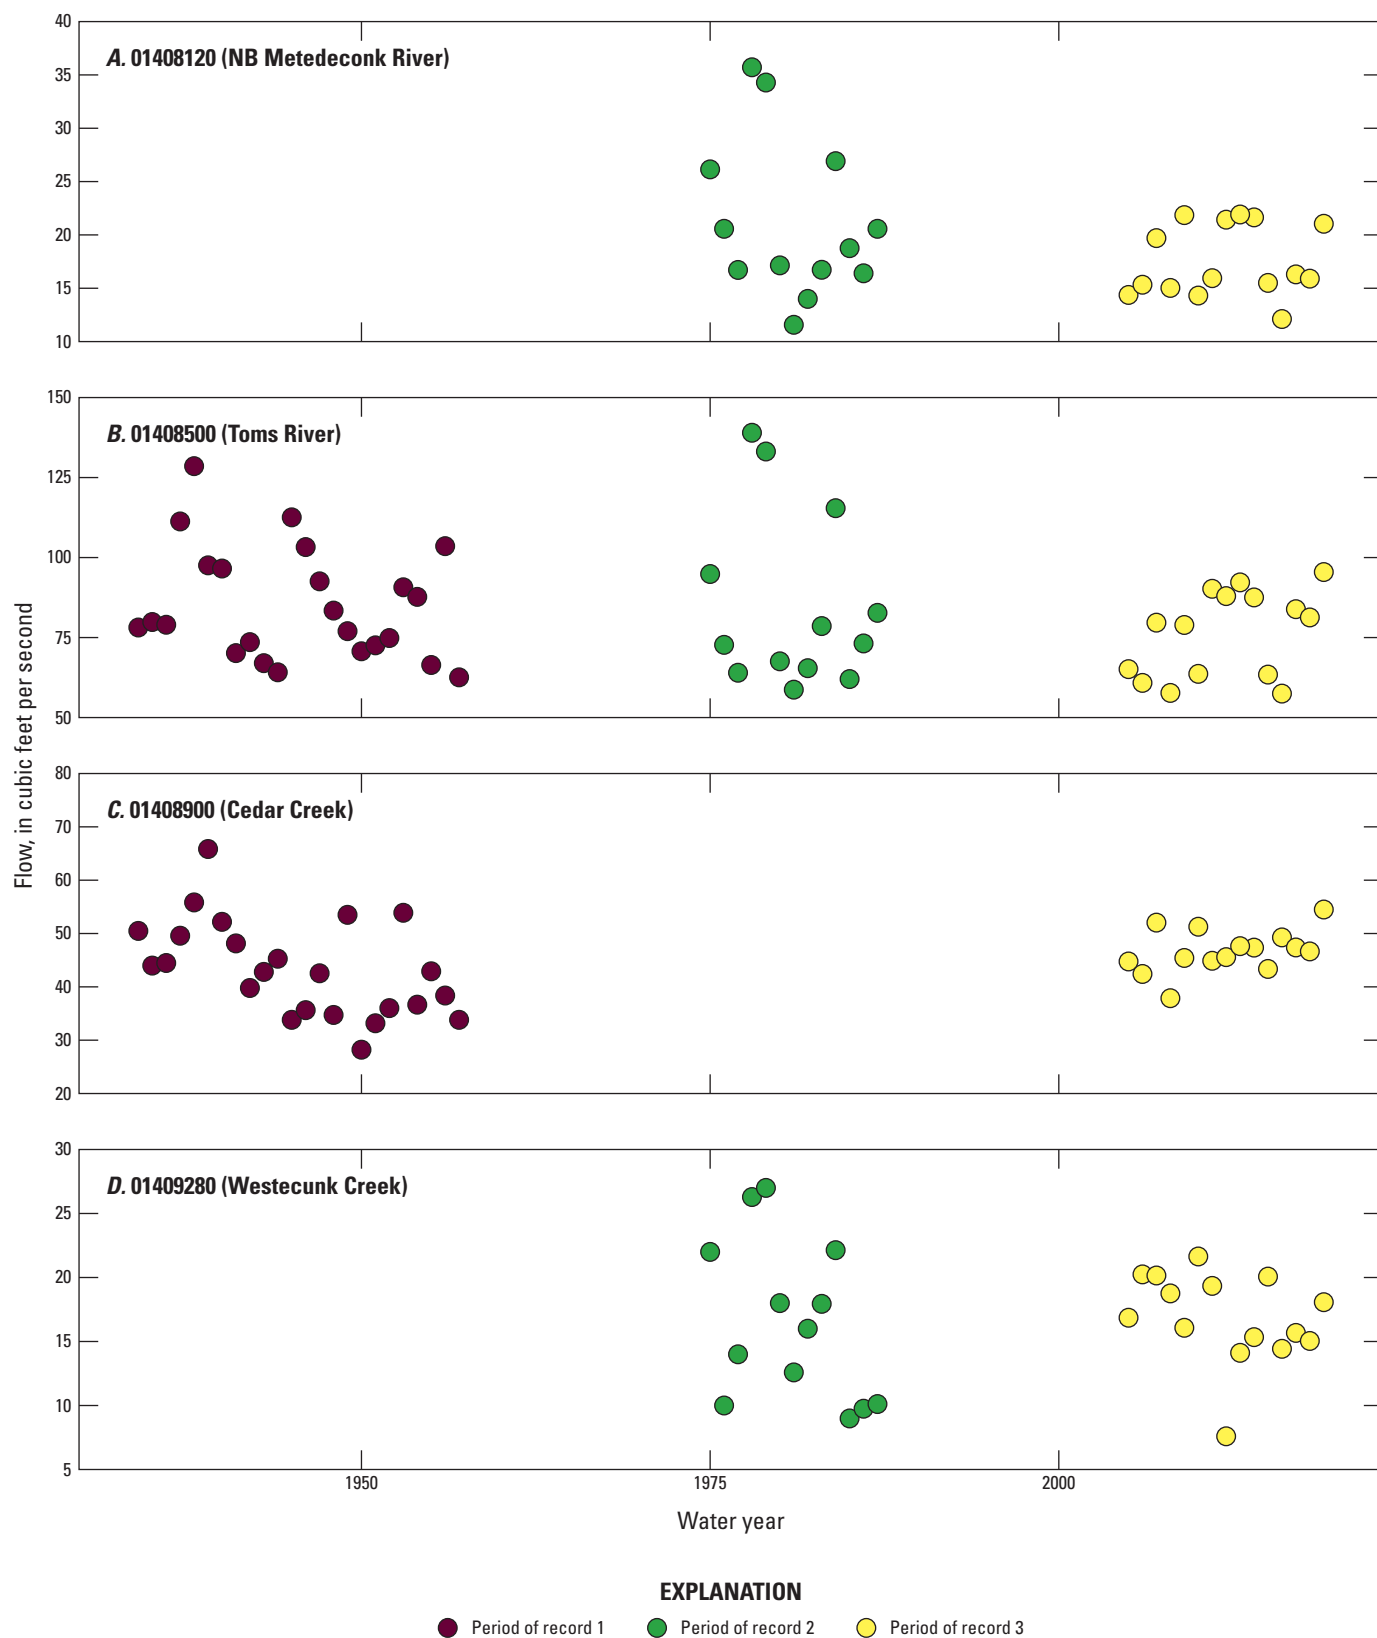 40
A. 01408120 (NB Metedeconk River)
35
30
25
20
15
10
150
B. 01408500 (Toms River)
125
100
75
50
Flow, in cubic feet per second
80
C. 01408900 (Cedar Creek)
70
60
50
40
30
20
30
D. 01409280 (Westecunk Creek)
25
20
15
10
5
1950 1975 2000
Water year
EXPLANATION
Period of record 1 Period of record 2 Period of record 3